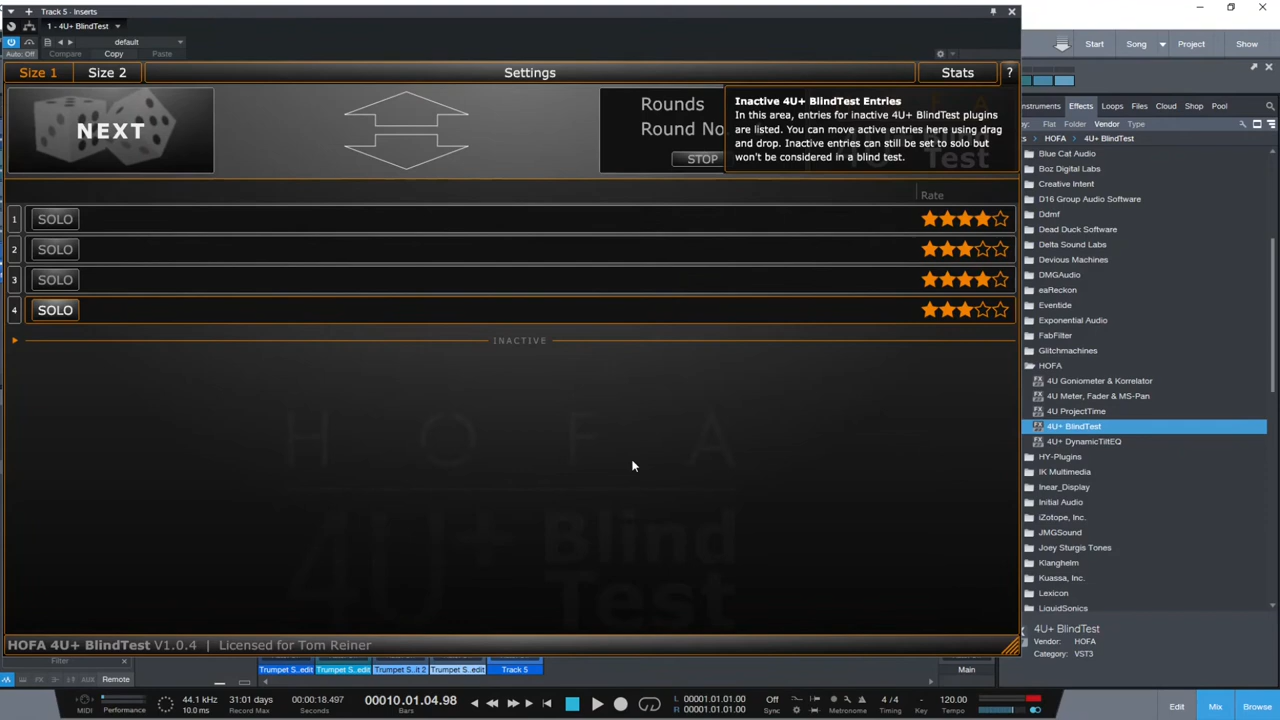 Track 5 - Inserts
1 - 4U+ BlindTest
default
Auto: Off Compare Copy Paste
Start Song Project Show
Size 1 Size 2 Settings Stats ?
NEXT
Rounds
Round No
STOP
Inactive 4U+ BlindTest Entries
In this area, entries for inactive 4U+ BlindTest plugins
are listed. You can move active entries here using drag
and drop. Inactive entries can still be set to solo but
won't be considered in a blind test.
Test
Rate
1 SOLO
2 SOLO
3 SOLO
4 SOLO
INACTIVE
H O F A
4U+ Blind
Test
HOFA 4U+ BlindTest V1.0.4 | Licensed for Tom Reiner
nstruments Effects Loops Files Cloud Shop Pool
by: Flat Folder Vendor Type
s HOFA 4U+ BlindTest
Blue Cat Audio
Boz Digital Labs
Creative Intent
D16 Group Audio Software
Ddmf
Dead Duck Software
Delta Sound Labs
Devious Machines
DMGAudio
eaReckon
Eventide
Exponential Audio
FabFilter
Glitchmachines
HOFA
4U Goniometer & Korrelator
4U Meter, Fader & MS-Pan
4U ProjectTime
4U+ BlindTest
4U+ DynamicTiltEQ
HY-Plugins
IK Multimedia
Inear_Display
Initial Audio
iZotope, Inc.
JMGSound
Joey Sturgis Tones
Klanghelm
Kuassa, Inc.
Lexicon
LiquidSonics
4U+ BlindTest
Vendor: HOFA
Category: VST3
Filter
Trumpet S..edit Trumpet S..edit Trumpet S..it 2 Trumpet S..edit Track 5 Main
AUX Remote
MIDI Performance 44.1 kHz 10.0 ms 31:01 days Record Max 00:00:18.497 Seconds 00010.01.04.98 Bars
L 00001.01.01.00
R 00001.01.01.00
Off Sync Metronome 4 / 4 Timing - Key 120.00 Tempo
Edit Mix Browse